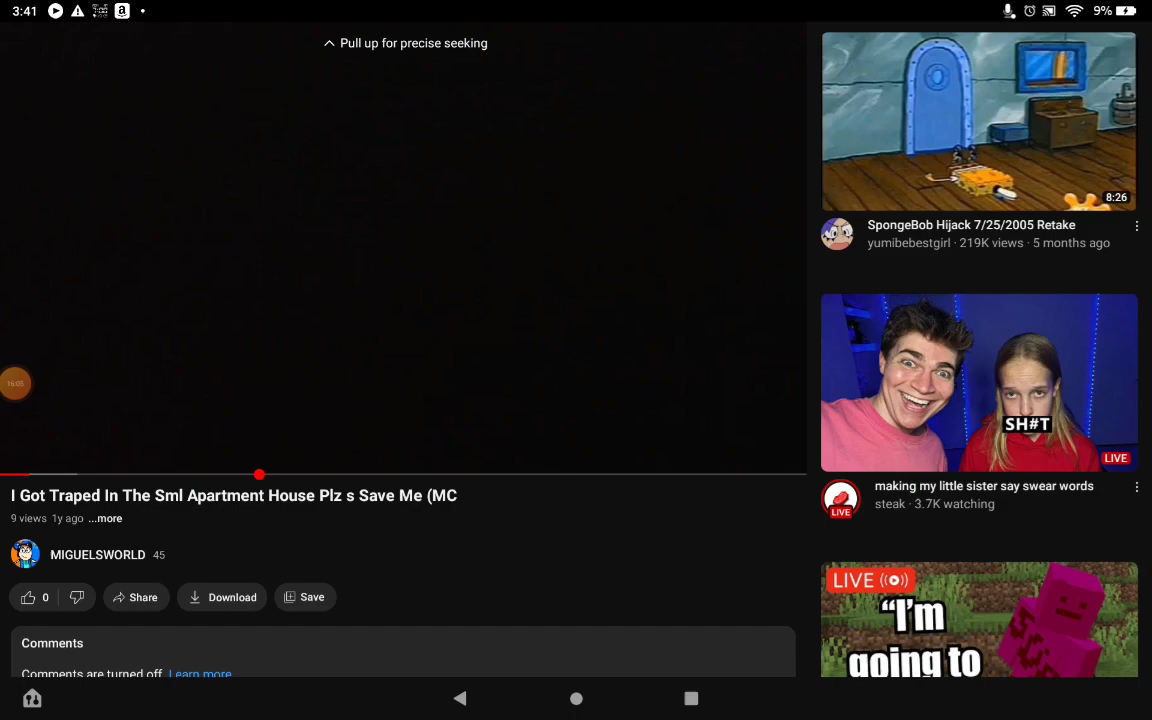 3:41
9%
Pull up for precise seeking
16:05
I Got Traped In The Sml Apartment House Plz s Save Me (MC
9 views 1y ago ...more
MIGUELSWORLD 45
0
Share
Download
Save
Comments
Comments are turned off. Learn more
8:26
SpongeBob Hijack 7/25/2005 Retake
yumibebestgirl · 219K views · 5 months ago
SH#T
LIVE
making my little sister say swear words
LIVE
steak · 3.7K watching
LIVE
"I'm
going to